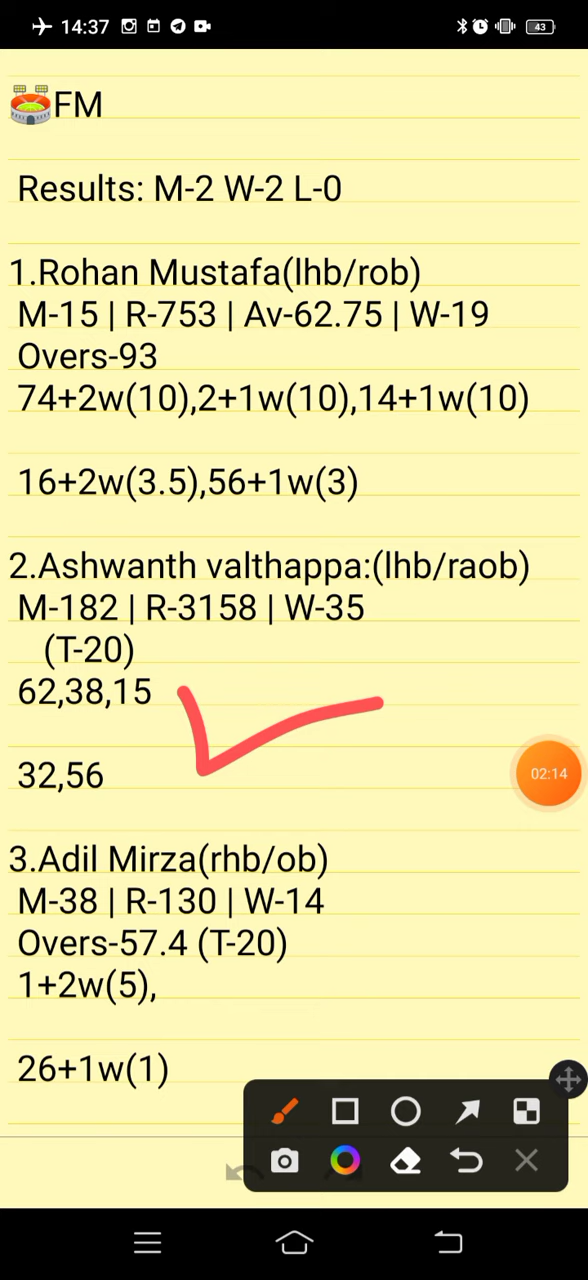 14:37
43
FM
Results: M-2 W-2 L-0
1.Rohan Mustafa(lhb/rob)
M-15 | R-753 | Av-62.75 | W-19
Overs-93
74+2w(10),2+1w(10),14+1w(10)
16+2w(3.5),56+1w(3)
2.Ashwanth valthappa:(lhb/raob)
M-182 | R-3158 | W-35
(T-20)
62,38,15
32,56
02:14
3.Adil Mirza(rhb/ob)
M-38 | R-130 | W-14
Overs-57.4 (T-20)
1+2w(5),
26+1w(1)